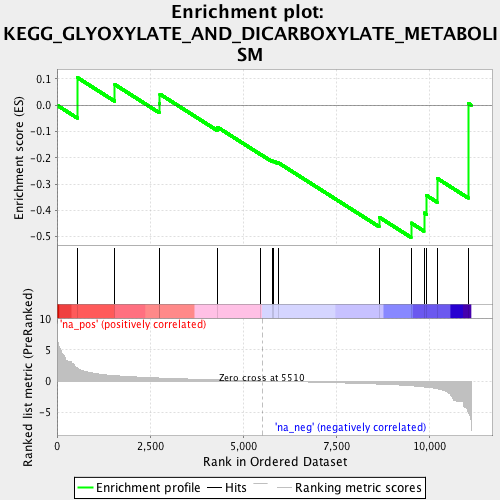 Enrichment plot:
KEGG_GLYOXYLATE_AND_DICARBOXYLATE_METABOLI
SM
Enrichment score (ES)
0.1
0.0
-0.1
-0.2
-0.3
-0.4
-0.5
'na_pos' (positively correlated)
Ranked list metric (PreRanked)
10
5
0
-5
Zero cross at 5510
'na_neg' (negatively correlated)
0
2,500
5,000
7,500
10,000
Rank in Ordered Dataset
Enrichment profile
Hits
Ranking metric scores